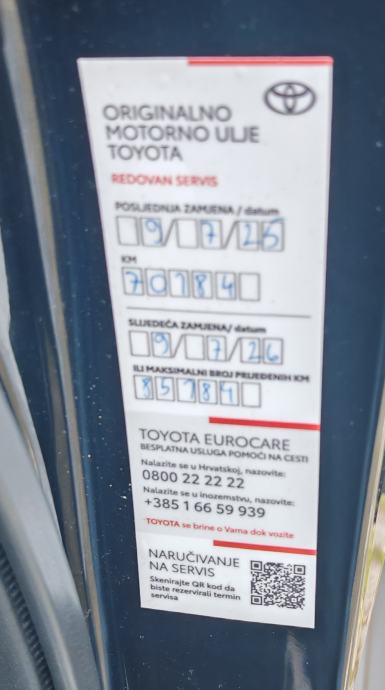 ORIGINALNO
MOTORNO ULJE
TOYOTA
REDOVAN SERVIS
POSLJEDNJA ZAMJENA / datum
9/ 7/25
KM
70784
SLIJEDEĆA ZAMJENA/ datum
9/ 7/26
ILI MAKSIMALNI BROJ PRIJEĐENIH KM
85784
TOYOTA EUROCARE
BESPLATNA USLUGA POMOĆI NA CESTI
Nalazite se u Hrvatskoj, nazovite:
0800 22 22 22
Nalazite se u inozemstvu, nazovite:
+385 1 66 59 939
TOYOTA se brine o Vama dok vozite
NARUČIVANJE
NA SERVIS
Skenirajte QR kod da
biste rezervirali termin
servisa